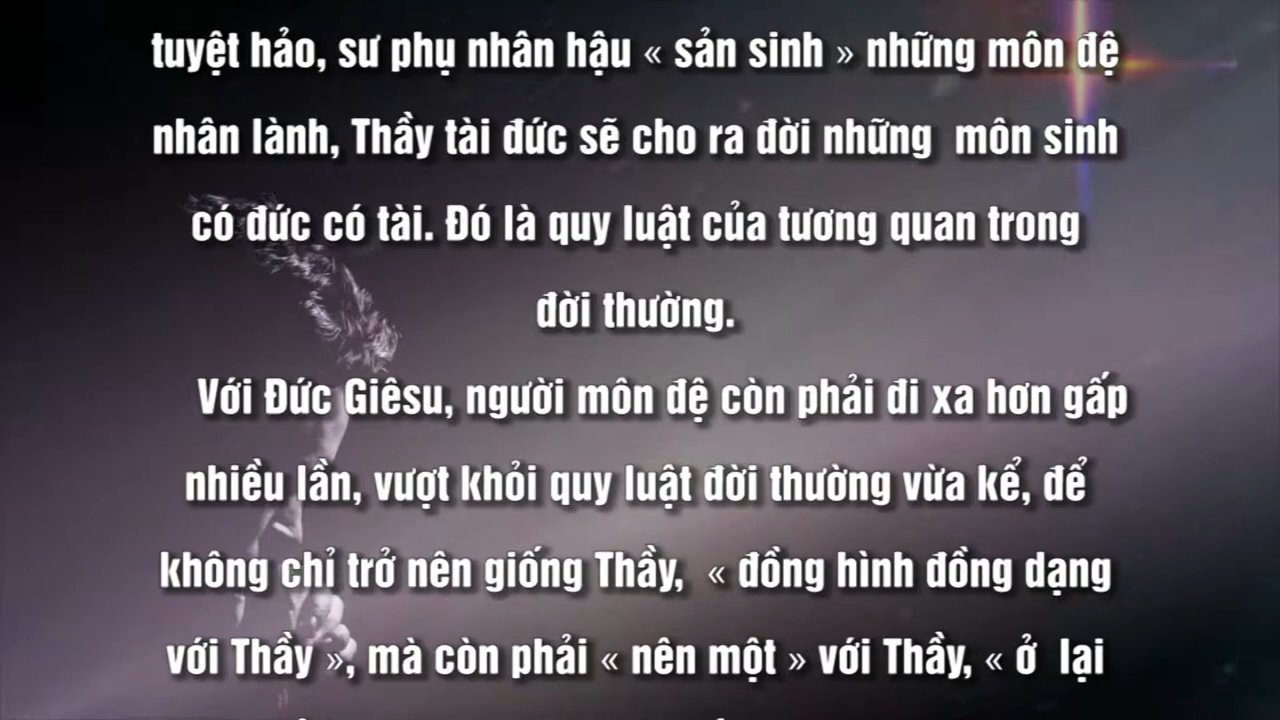 tuyệt hảo, sư phụ nhân hậu « sản sinh » những môn đệ
nhân lành, Thầy tài đức sẽ cho ra đời những  môn sinh
có đức có tài. Đó là quy luật của tương quan trong
đời thường.
Với Đức Giêsu, người môn đệ còn phải đi xa hơn gấp
nhiều lần, vượt khỏi quy luật đời thường vừa kể, để
không chỉ trở nên giống Thầy,  « đồng hình đồng dạng
với Thầy », mà còn phải « nên một » với Thầy, « ở  lại